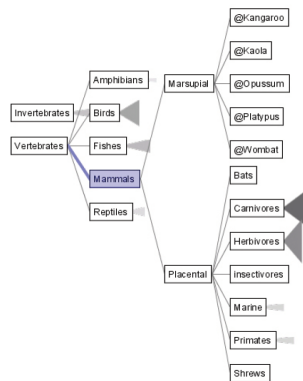 @Kangaroo
@Kaola
Amphibians
Marsupial
@Opussum
Invertebrates
Birds
@Platypus
Vertebrates
Fishes
@Wombat
Mammals
Bats
Reptiles
Carnivores
Herbivores
Placental
insectivores
Marine
Primates
Shrews